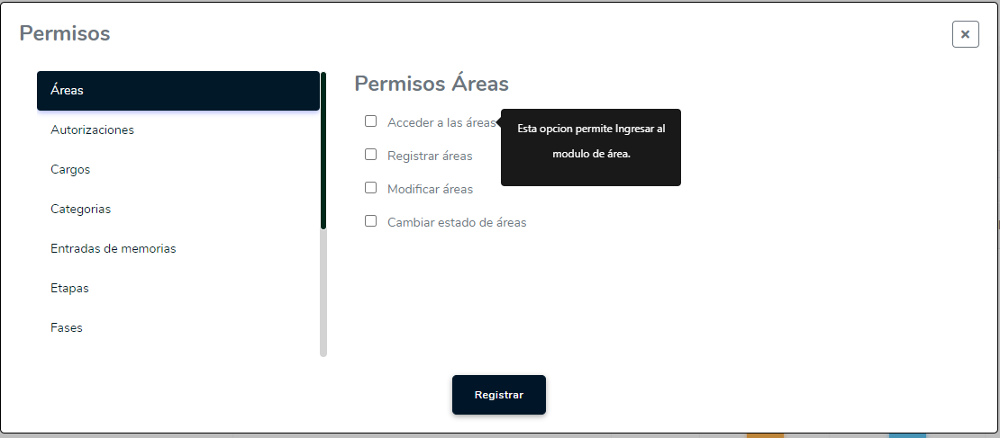 Permisos
×
Áreas
Autorizaciones
Cargos
Categorias
Entradas de memorias
Etapas
Fases
Permisos Áreas
Acceder a las áreas
Esta opcion permite Ingresar al
modulo de área.
Registrar áreas
Modificar áreas
Cambiar estado de áreas
Registrar